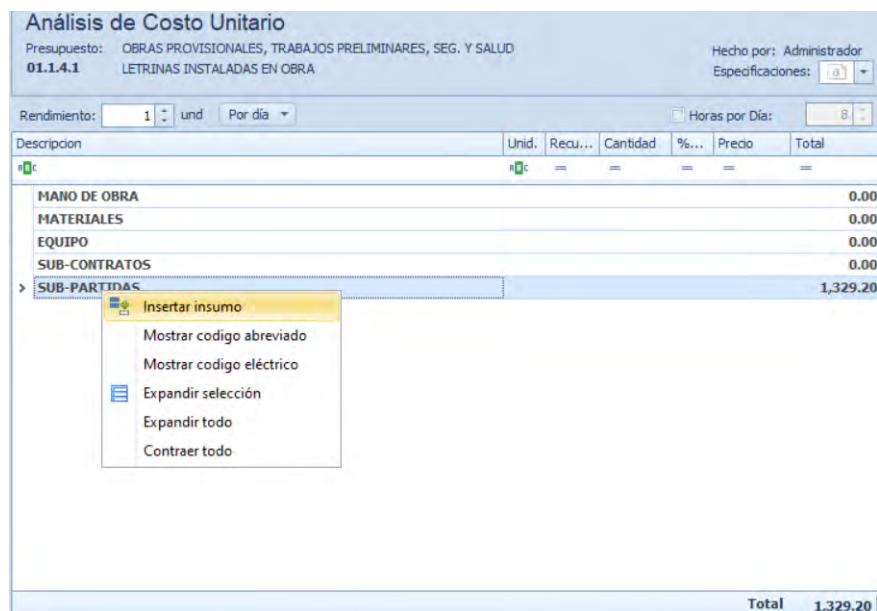 Análisis de Costo Unitario
Presupuesto: OBRAS PROVISIONALES, TRABAJOS PRELIMINARES, SEG. Y SALUD
Hecho por: Administrador
01.1.4.1 LETRINAS INSTALADAS EN OBRA
Especificaciones: a
Rendimiento: 1 und Por día Horas por Día: 8
Descripcion Unid. Recu... Cantidad %... Precio Total
= = = = =
MANO DE OBRA 0.00
MATERIALES 0.00
EQUIPO 0.00
SUB-CONTRATOS 0.00
SUB-PARTIDAS 1,329.20
Insertar insumo
Mostrar codigo abreviado
Mostrar codigo eléctrico
Expandir selección
Expandir todo
Contraer todo
Total 1,329.20